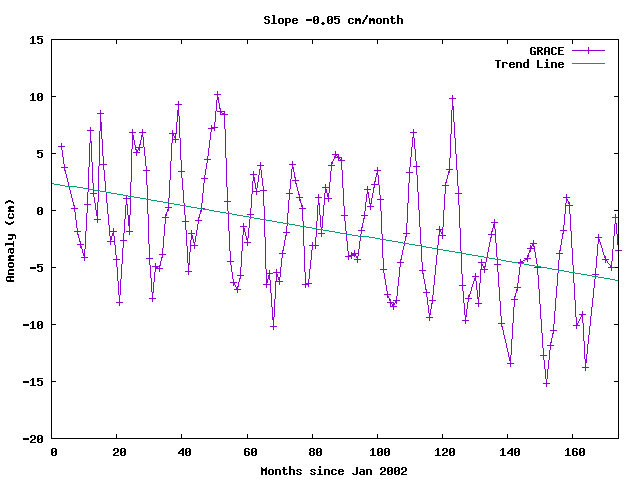 Slope -0.05 cm/month
GRACE
Trend Line
15
10
5
0
-5
-10
-15
-20
Anomaly (cm)
0 20 40 60 80 100 120 140 160
Months since Jan 2002